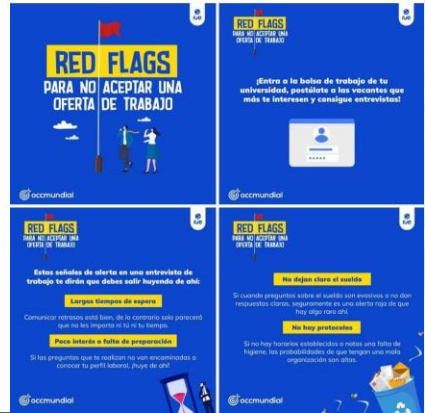 RED FLAGS
PARA NO ACEPTAR UNA
OFERTA DE TRABAJO
occmundial
RED FLAGS
PARA NO ACEPTAR UNA
OFERTA DE TRABAJO
¡Entra a la bolsa de trabajo de tu
universidad, postúlate a las vacantes que
más te interesen y consigue entrevistas!
occmundial
RED FLAGS
PARA NO ACEPTAR UNA
OFERTA DE TRABAJO
Estas señales de alerta en una entrevista de
trabajo te dirán que debes salir huyendo de ahí:
Largos tiempos de espera
Comunicar retrasos está bien, de lo contrario solo parecerá
que no les importa ni tú ni tu tiempo.
Poco interés o falta de preparación
Si las preguntas que te realizan no van encaminadas a
conocer tu perfil laboral, ¡huye de ahí!
occmundial
RED FLAGS
PARA NO ACEPTAR UNA
OFERTA DE TRABAJO
No dejan claro el sueldo
Si cuando preguntas sobre el sueldo son evasivos o no dan
respuestas claras, seguramente es una alerta roja de que
hay algo raro ahí.
No hay protocolos
Si no hay horarios establecidos o notas una falta de
higiene, las probabilidades de que tengan una mala
organización son altas.
occmundial